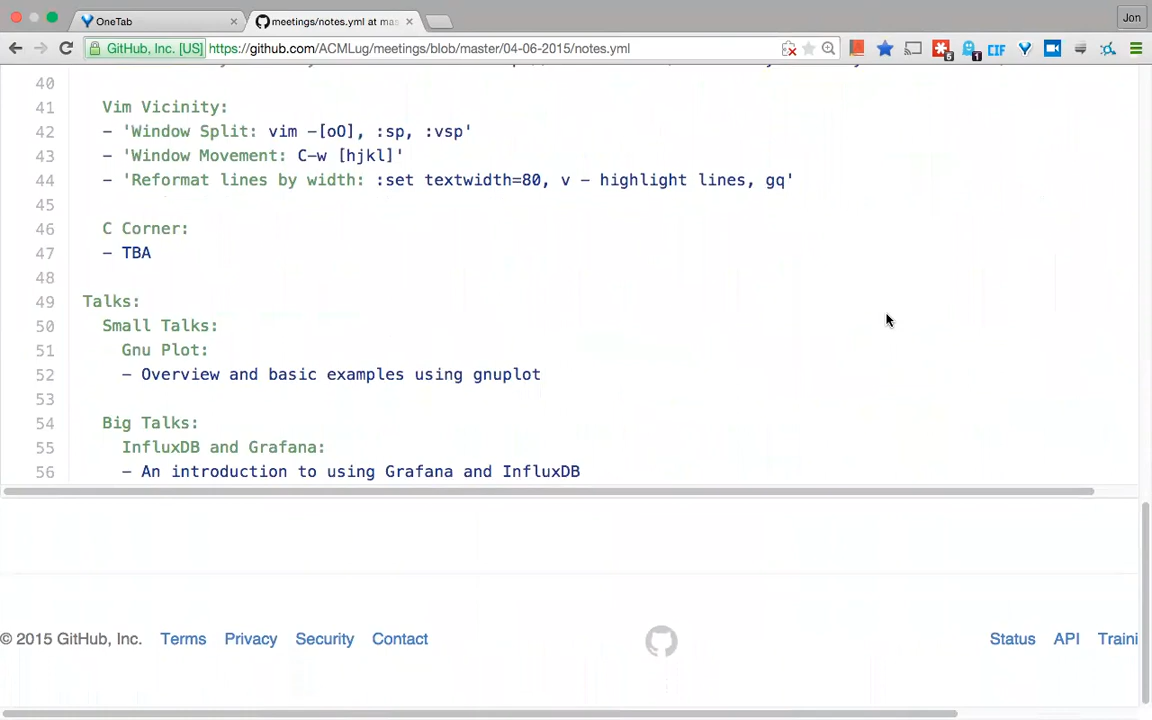 OneTab
meetings/notes.yml at mas
Jon
GitHub, Inc. [US] https://github.com/ACMLug/meetings/blob/master/04-06-2015/notes.yml
CIF
6
1
40
41 Vim Vicinity:
42 - 'Window Split: vim -[oO], :sp, :vsp'
43 - 'Window Movement: C-w [hjkl]'
44 - 'Reformat lines by width: :set textwidth=80, v - highlight lines, gq'
45
46 C Corner:
47 - TBA
48
49 Talks:
50 Small Talks:
51 Gnu Plot:
52 - Overview and basic examples using gnuplot
53
54 Big Talks:
55 InfluxDB and Grafana:
56 - An introduction to using Grafana and InfluxDB
© 2015 GitHub, Inc. Terms Privacy Security Contact Status API Traini